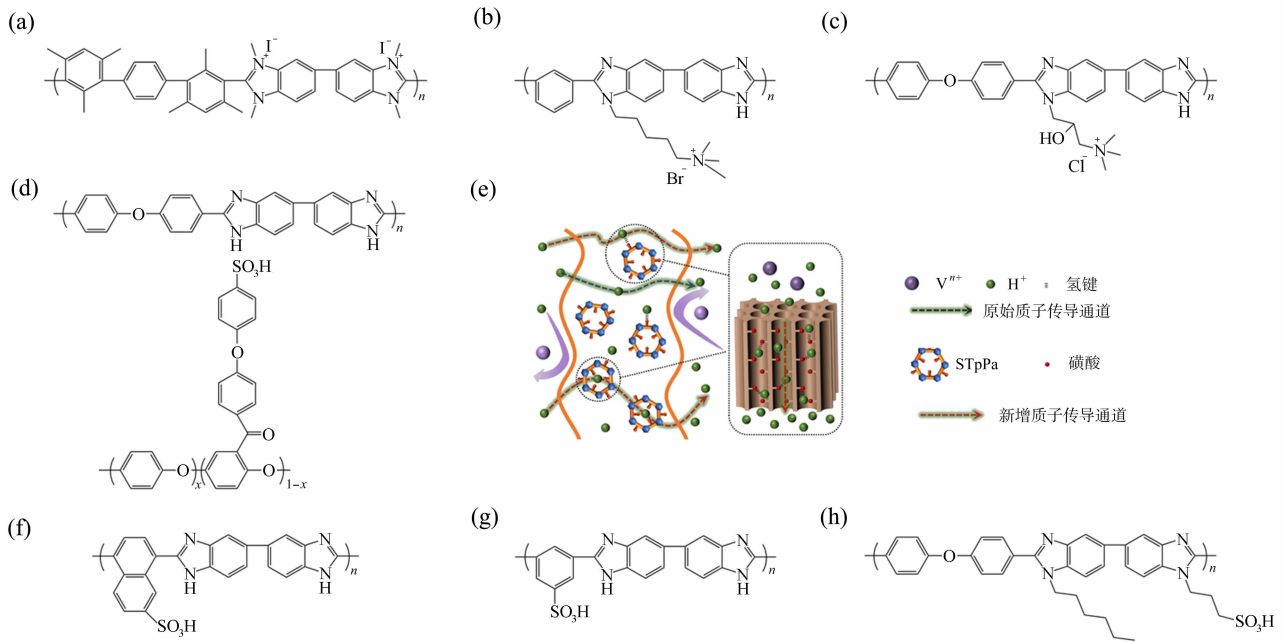 (a)
I⁻
I⁻
N⁺
N
N⁺
N
n
(b)
N
N
N
N
H
n
N⁺
Br⁻
(c)
O
N
N
N
N
H
n
HO
N⁺
Cl⁻
(d)
O
N
N
H
N
N
H
n
SO₃H
O
O
O
x
O
1−x
(e)
Vⁿ⁺
H⁺
氢键
原始质子传导通道
STpPa
磺酸
新增质子传导通道
(f)
N
N
H
N
N
H
n
SO₃H
(g)
N
N
H
N
N
H
n
SO₃H
(h)
O
N
N
N
N
n
SO₃H